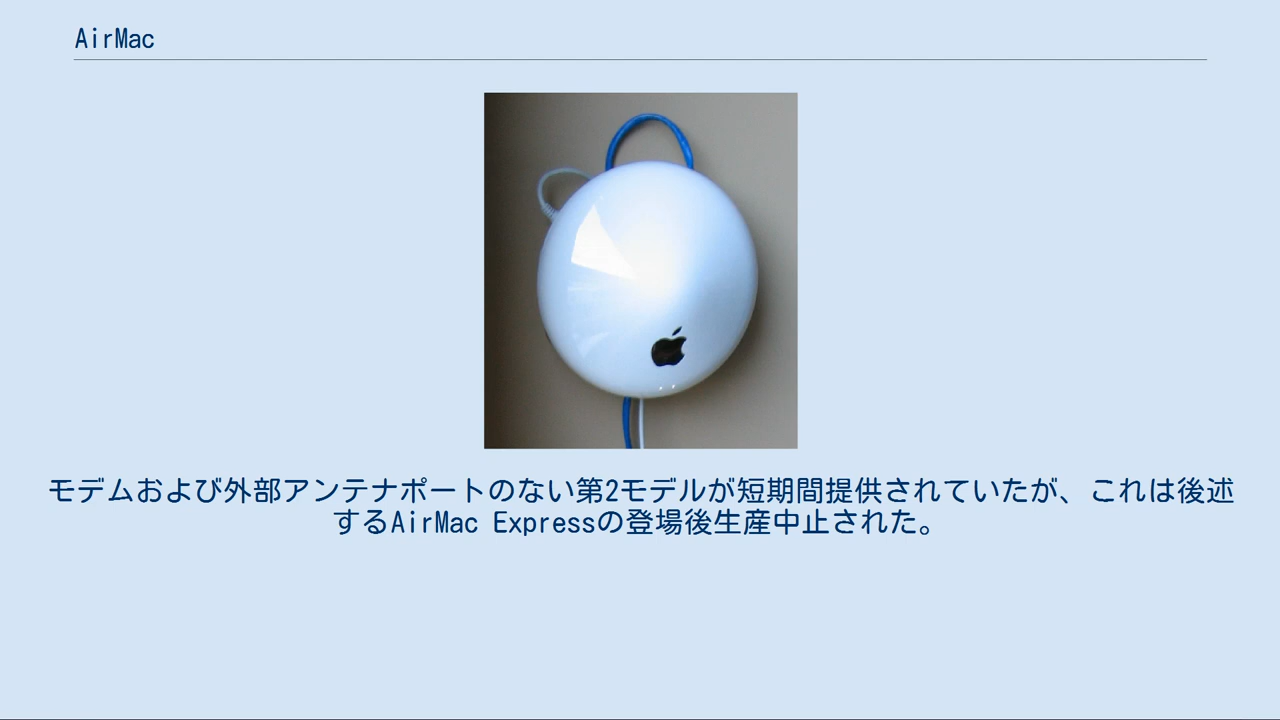 AirMac
モデムおよび外部アンテナポートのない第2モデルが短期間提供されていたが、これは後述
するAirMac Expressの登場後生産中止された。